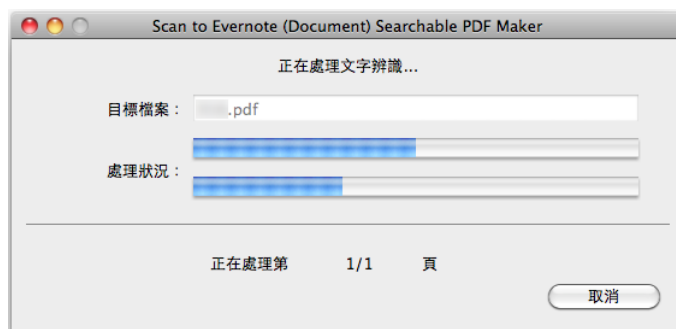 Scan to Evernote (Document) Searchable PDF Maker
正在處理文字辨識...
目標檔案： .pdf
處理狀況：
正在處理第 1/1 頁
取消